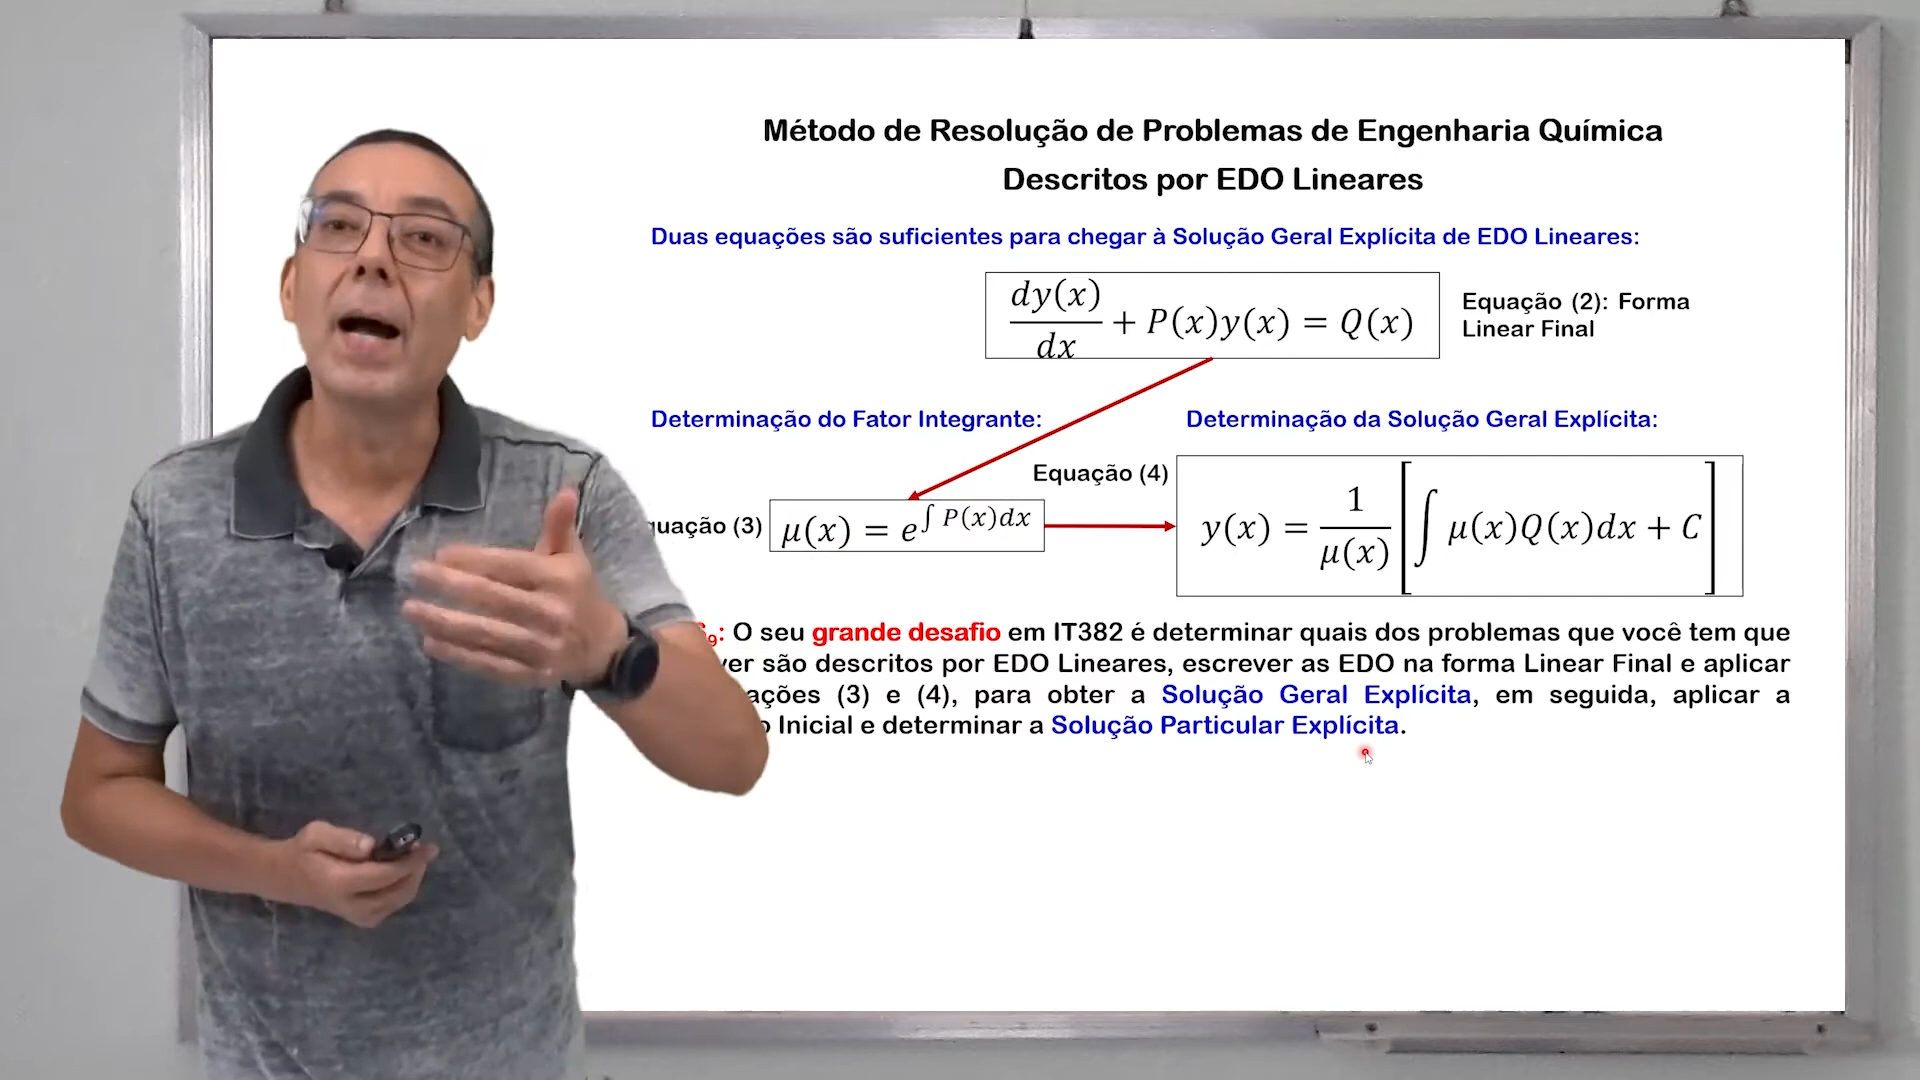 Método de Resolução de Problemas de Engenharia Química
Descritos por EDO Lineares
Duas equações são suficientes para chegar à Solução Geral Explícita de EDO Lineares:
dy(x)/dx + P(x)y(x) = Q(x)
Equação (2): Forma
Linear Final
Determinação do Fator Integrante:
Determinação da Solução Geral Explícita:
Equação (4)
quação (3)
μ(x) = e^∫ P(x)dx
y(x) = 1/μ(x) [∫ μ(x)Q(x)dx + C]
9: O seu grande desafio em IT382 é determinar quais dos problemas que você tem que
ver são descritos por EDO Lineares, escrever as EDO na forma Linear Final e aplicar
ações (3) e (4), para obter a Solução Geral Explícita, em seguida, aplicar a
o Inicial e determinar a Solução Particular Explícita.